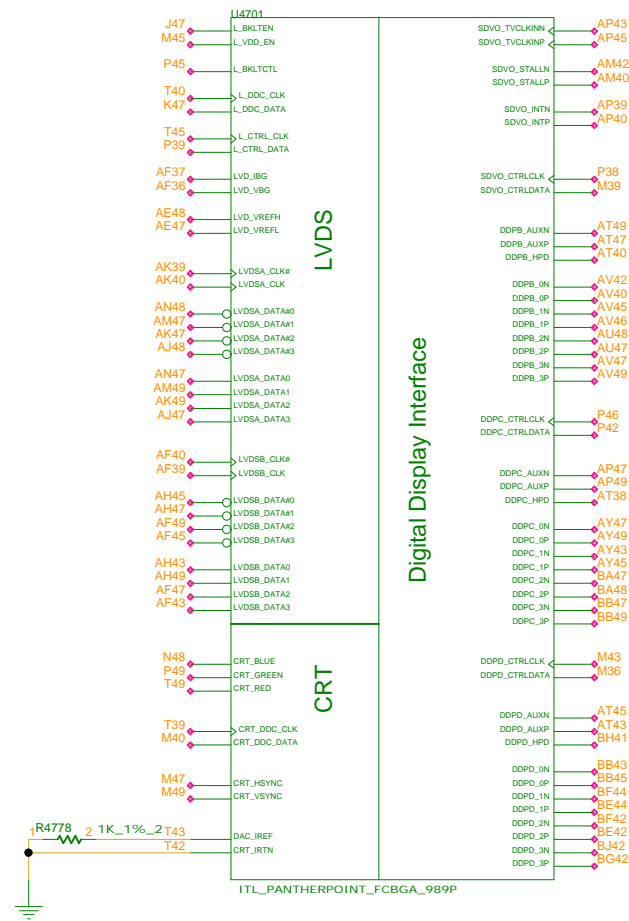 U4701
J47 L_BKLTEN
M45 L_VDD_EN
P45 L_BKLTCTL
T40 L_DDC_CLK
K47 L_DDC_DATA
T45 L_CTRL_CLK
P39 L_CTRL_DATA
AF37 LVD_IBG
AF36 LVD_VBG
AE48 LVD_VREFH
AE47 LVD_VREFL
AK39 LVDSA_CLK#
AK40 LVDSA_CLK
AN48 LVDSA_DATA#0
AM47 LVDSA_DATA#1
AK47 LVDSA_DATA#2
AJ48 LVDSA_DATA#3
AN47 LVDSA_DATA0
AM49 LVDSA_DATA1
AK49 LVDSA_DATA2
AJ47 LVDSA_DATA3
AF40 LVDSB_CLK#
AF39 LVDSB_CLK
AH45 LVDSB_DATA#0
AH47 LVDSB_DATA#1
AF49 LVDSB_DATA#2
AF45 LVDSB_DATA#3
AH43 LVDSB_DATA0
AH49 LVDSB_DATA1
AF47 LVDSB_DATA2
AF43 LVDSB_DATA3
LVDS
N48 CRT_BLUE
P49 CRT_GREEN
T49 CRT_RED
T39 CRT_DDC_CLK
M40 CRT_DDC_DATA
M47 CRT_HSYNC
M49 CRT_VSYNC
1 R4778 2 1K_1%_2 T43 DAC_IREF
T42 CRT_IRTN
CRT
Digital Display Interface
SDVO_TVCLKINN AP43
SDVO_TVCLKINP AP45
SDVO_STALLN AM42
SDVO_STALLP AM40
SDVO_INTN AP39
SDVO_INTP AP40
SDVO_CTRLCLK P38
SDVO_CTRLDATA M39
DDPB_AUXN AT49
DDPB_AUXP AT47
DDPB_HPD AT40
DDPB_0N AV42
DDPB_0P AV40
DDPB_1N AV45
DDPB_1P AV46
DDPB_2N AU48
DDPB_2P AU47
DDPB_3N AV47
DDPB_3P AV49
DDPC_CTRLCLK P46
DDPC_CTRLDATA P42
DDPC_AUXN AP47
DDPC_AUXP AP49
DDPC_HPD AT38
DDPC_0N AY47
DDPC_0P AY49
DDPC_1N AY43
DDPC_1P AY45
DDPC_2N BA47
DDPC_2P BA48
DDPC_3N BB47
DDPC_3P BB49
DDPD_CTRLCLK M43
DDPD_CTRLDATA M36
DDPD_AUXN AT45
DDPD_AUXP AT43
DDPD_HPD BH41
DDPD_0N BB43
DDPD_0P BB45
DDPD_1N BF44
DDPD_1P BE44
DDPD_2N BF42
DDPD_2P BE42
DDPD_3N BJ42
DDPD_3P BG42
ITL_PANTHERPOINT_FCBGA_989P